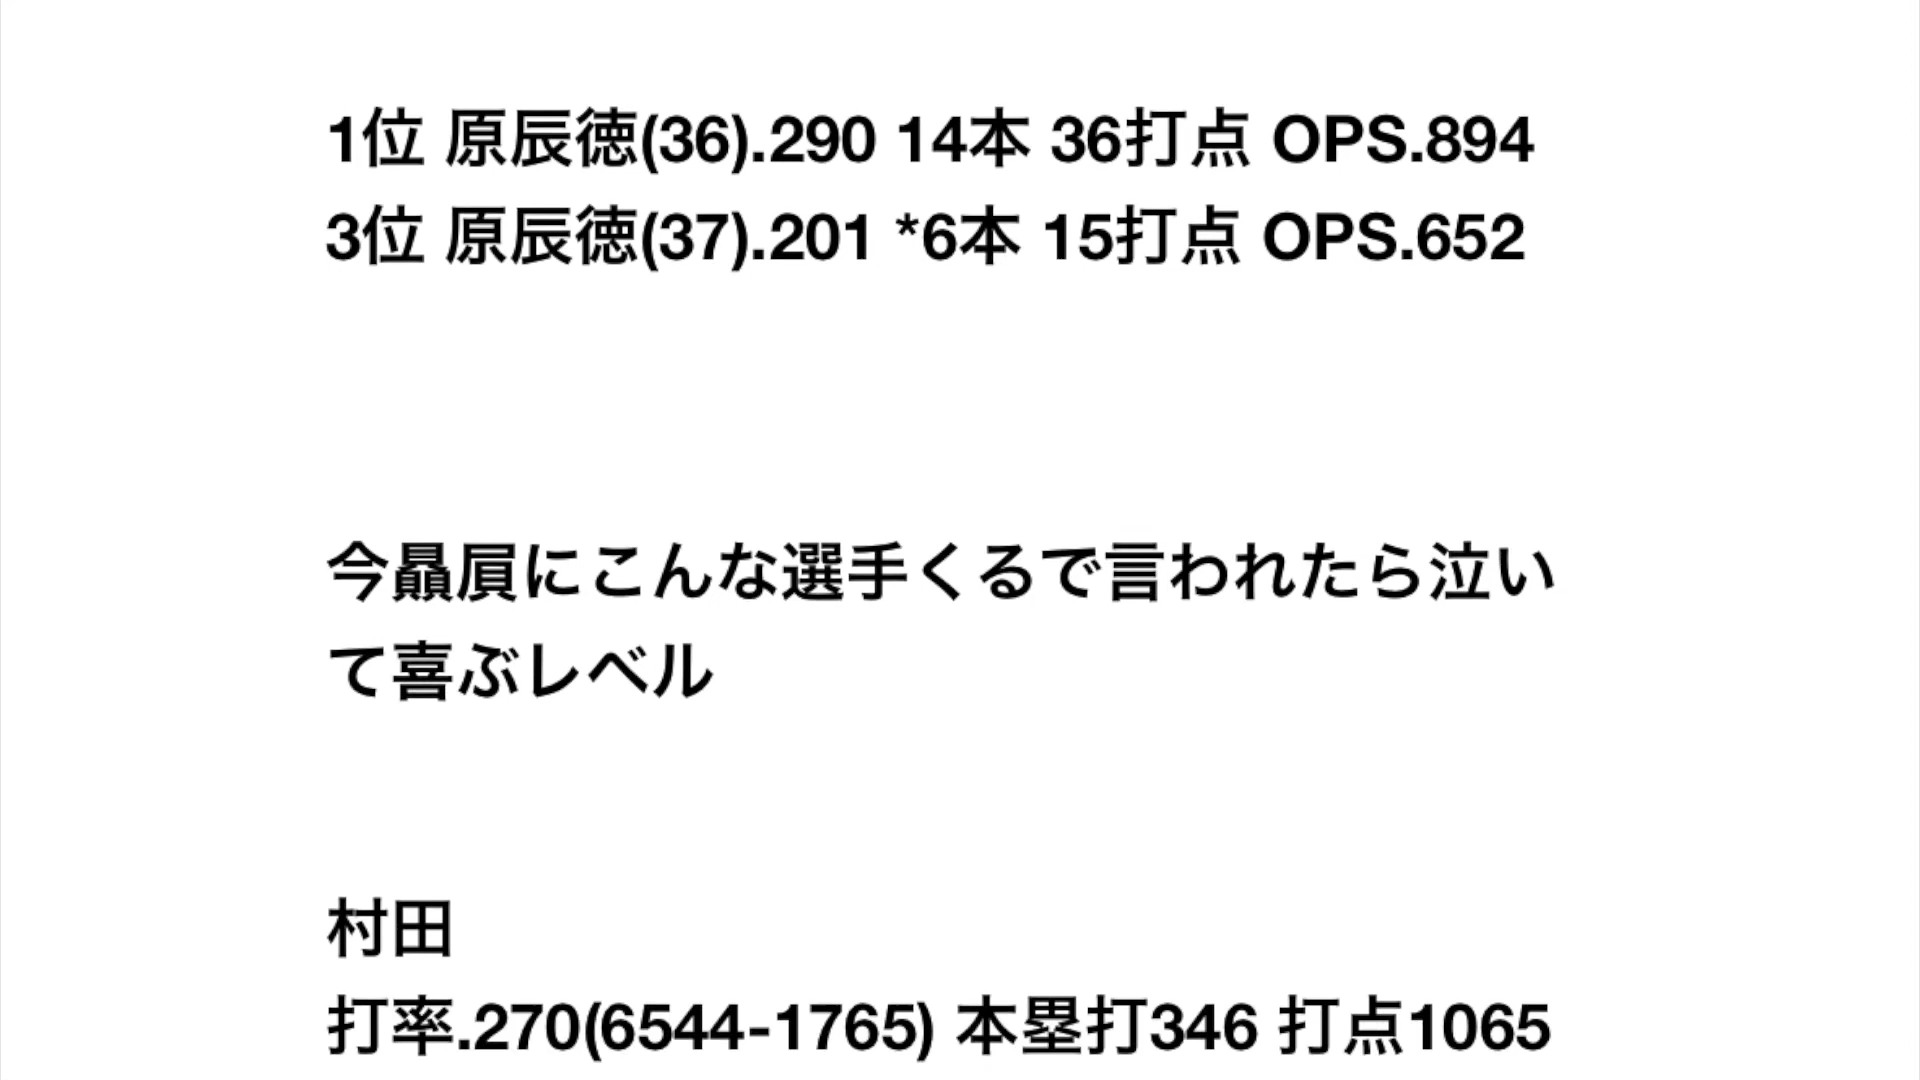 1位 原辰徳(36).290 14本 36打点 OPS.894
3位 原辰徳(37).201 *6本 15打点 OPS.652
今贔屓にこんな選手くるで言われたら泣い
て喜ぶレベル
村田
打率.270(6544-1765) 本塁打346 打点1065